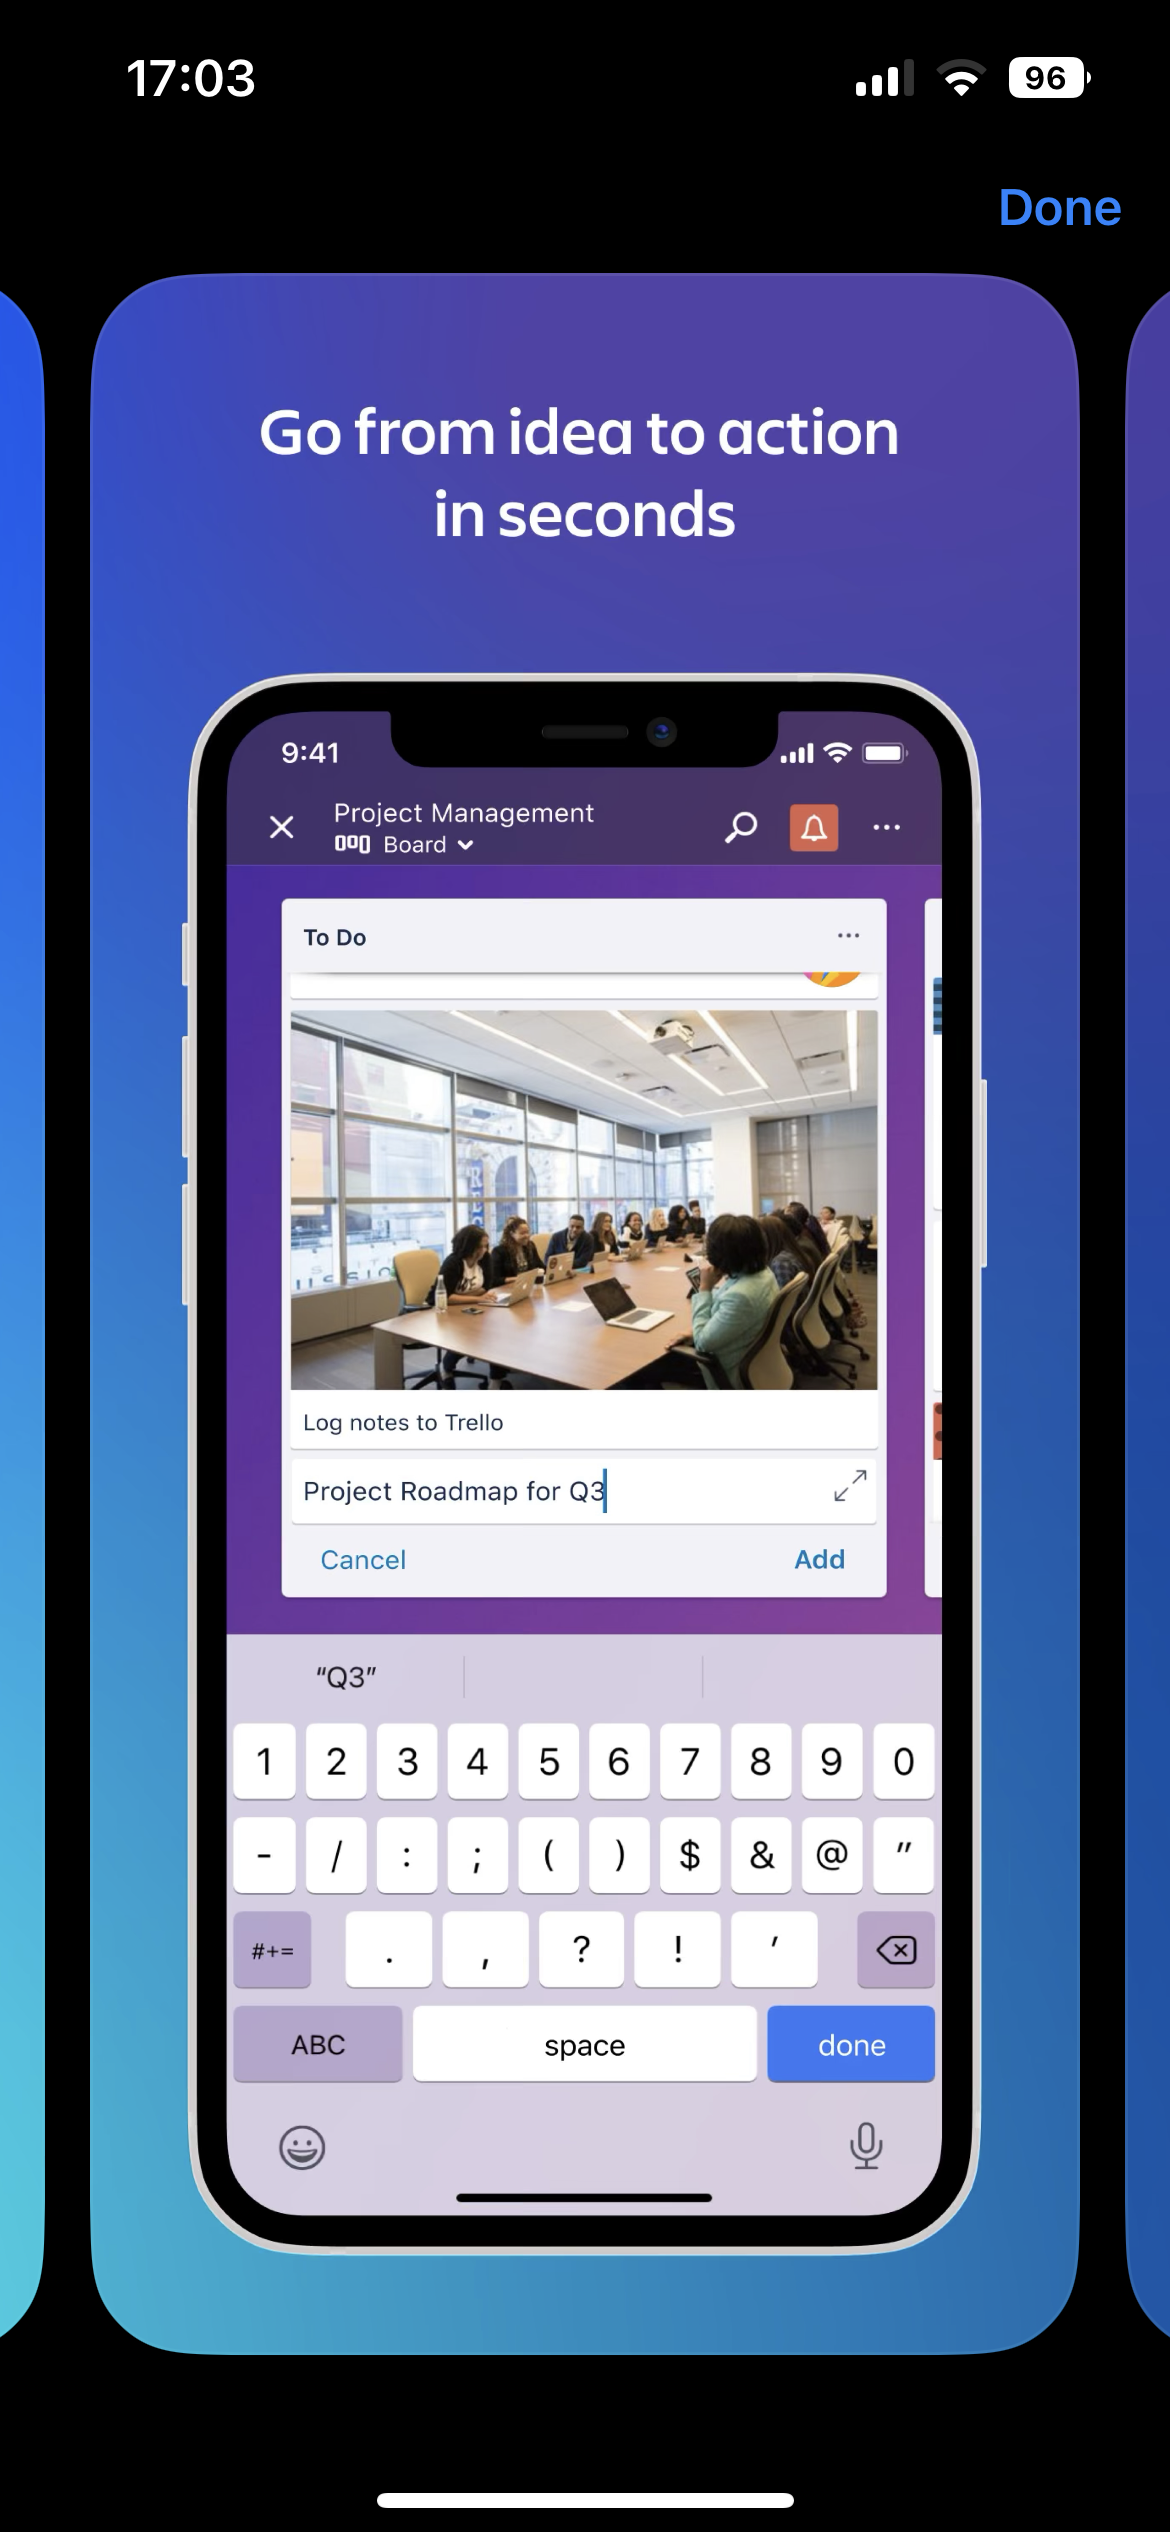 17:03
96
Done
Go from idea to action
in seconds
9:41
Project Management
Board
To Do
Log notes to Trello
Project Roadmap for Q3
Cancel
Add
“Q3”
1 2 3 4 5 6 7 8 9 0
- / : ; ( ) $ & @ "
#+= . , ? ! '
ABC space done